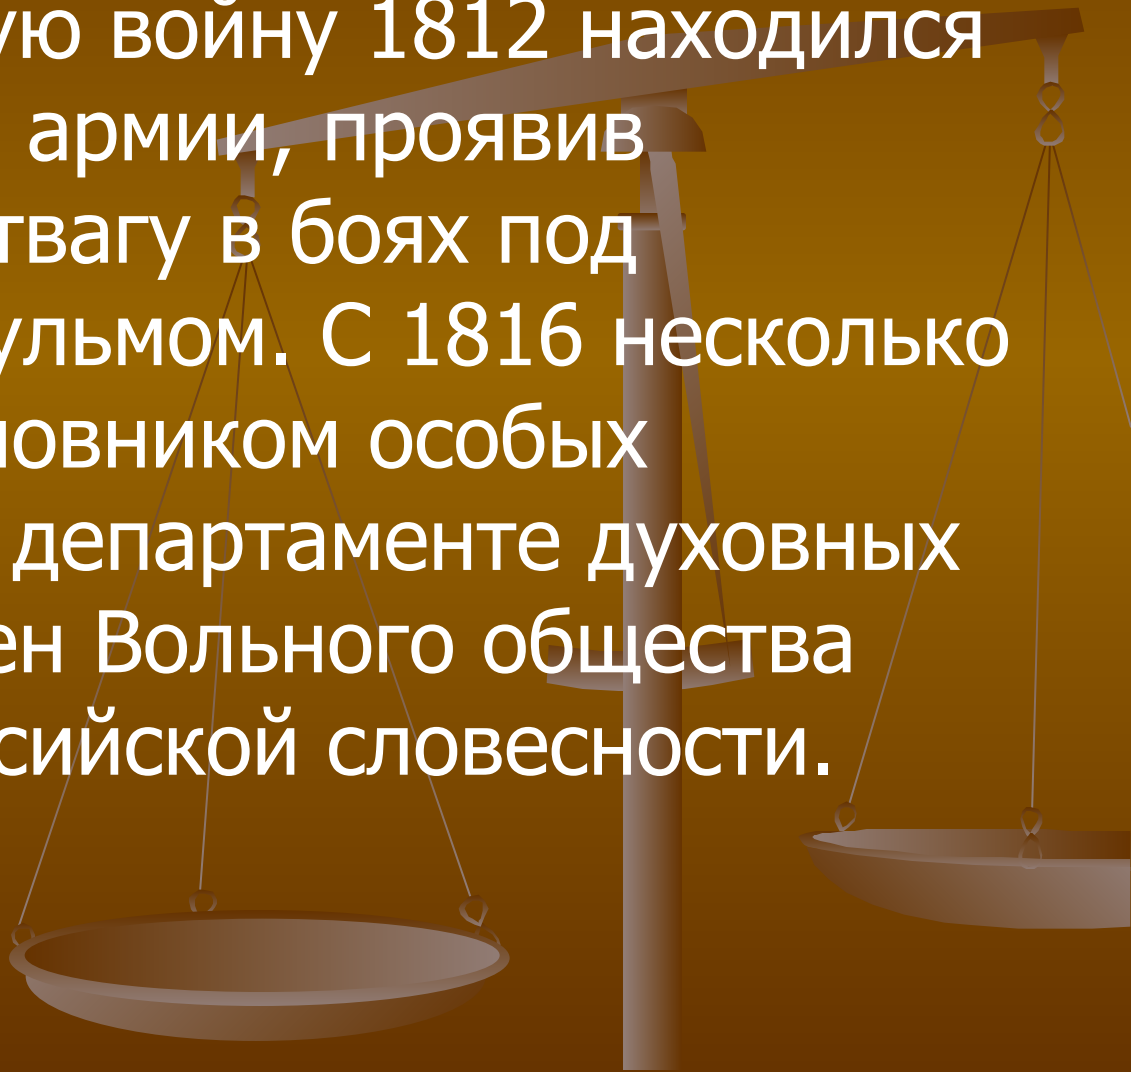 ую войну 1812 находился
армии, проявив
твагу в боях под
ульмом. С 1816 несколько
новником особых
департаменте духовных
ен Вольного общества
сийской словесности.